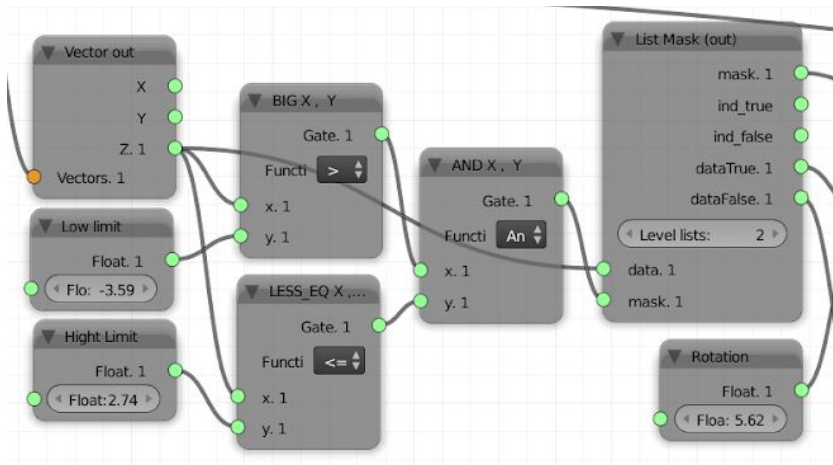 Vector out
X
Y
Z. 1
Vectors. 1
Low limit
Float. 1
Flo: -3.59
Hight Limit
Float. 1
Float: 2.74
BIG X , Y
Gate. 1
Functi >
x. 1
y. 1
LESS_EQ X ,...
Gate. 1
Functi <=
x. 1
y. 1
AND X , Y
Gate. 1
Functi An
x. 1
y. 1
List Mask (out)
mask. 1
ind_true
ind_false
dataTrue. 1
dataFalse. 1
Level lists: 2
data. 1
mask. 1
Rotation
Float. 1
Floa: 5.62